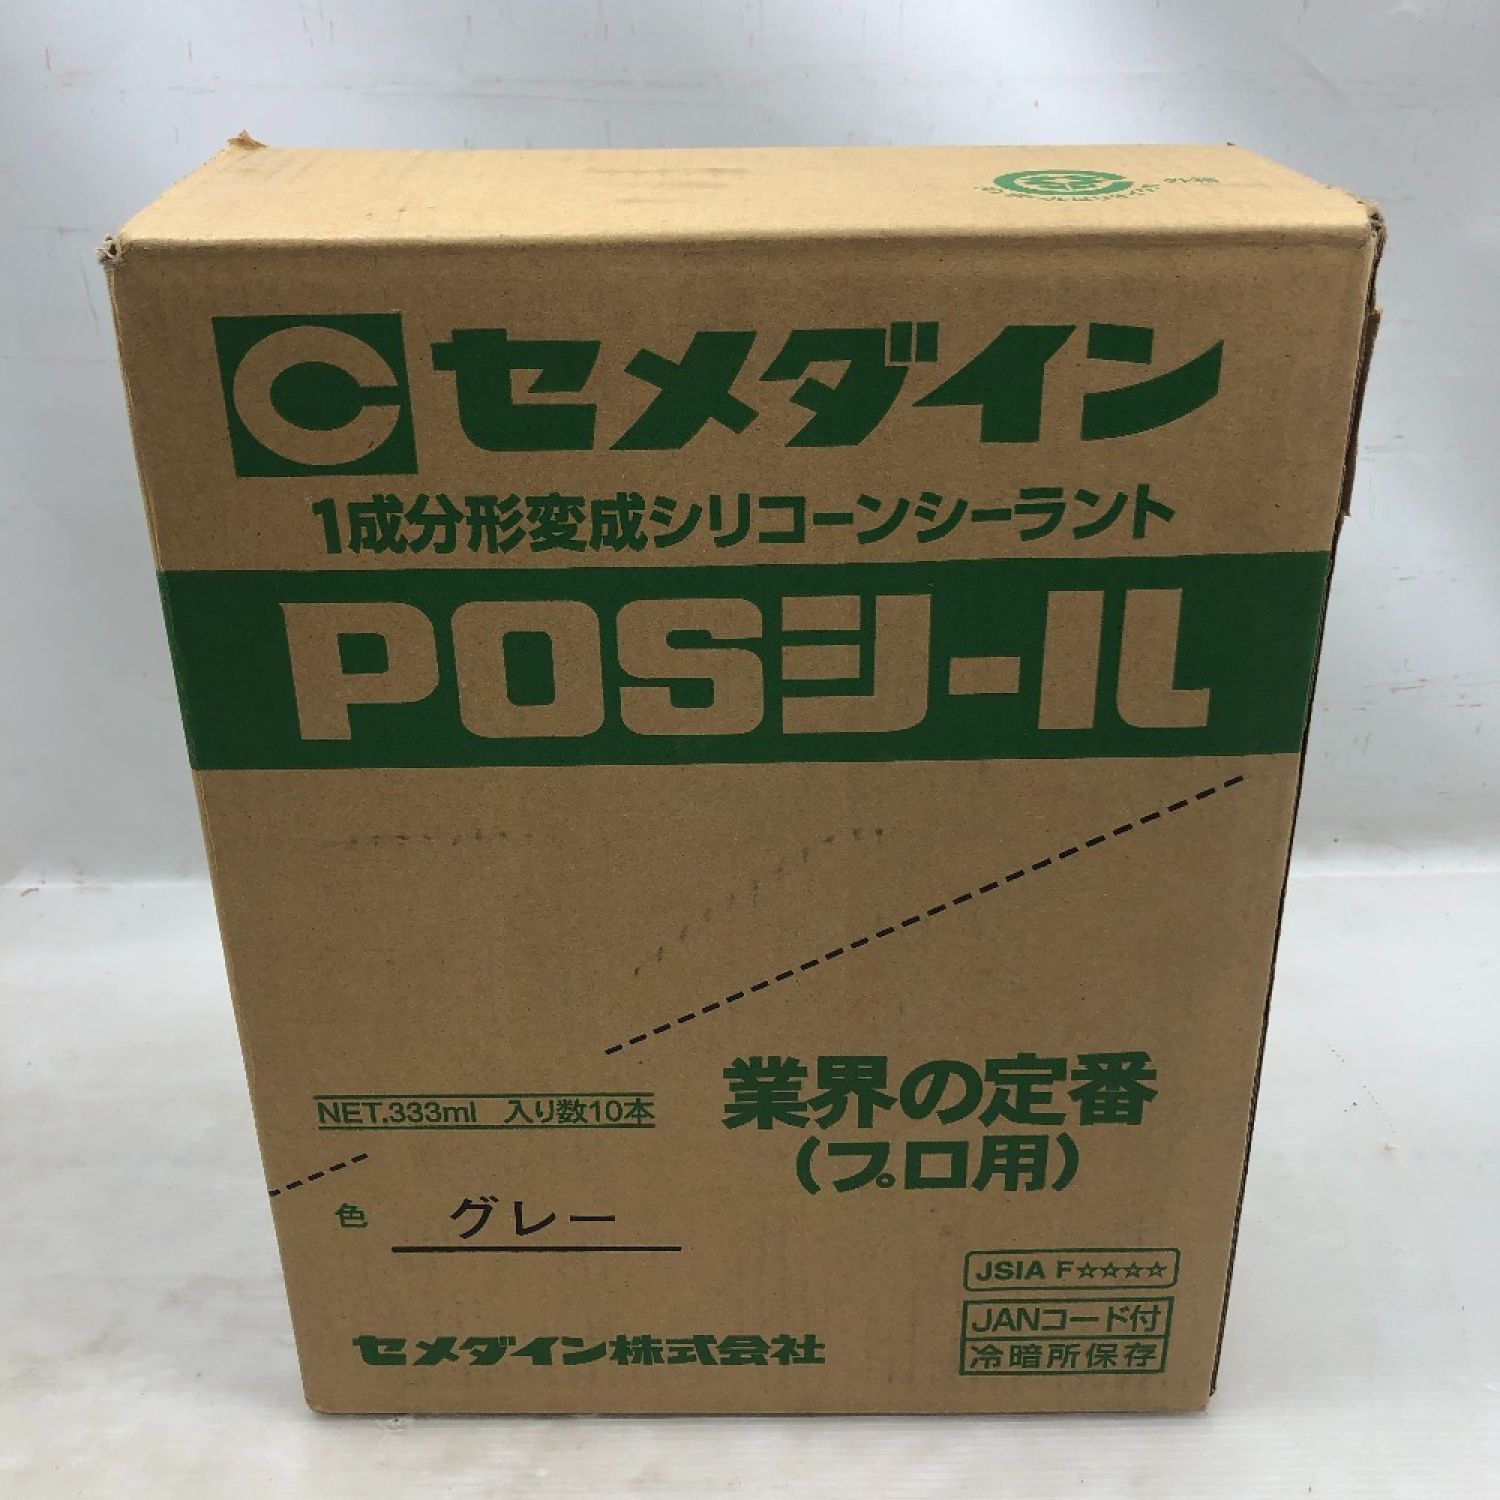 C セメダイン
1成分形変成シリコーンシーラント
POSシール
業界の定番
(プロ用)
NET.333ml 入り数10本
色 グレー
JSIA F☆☆☆☆
JANコード付
冷暗所保存
セメダイン株式会社